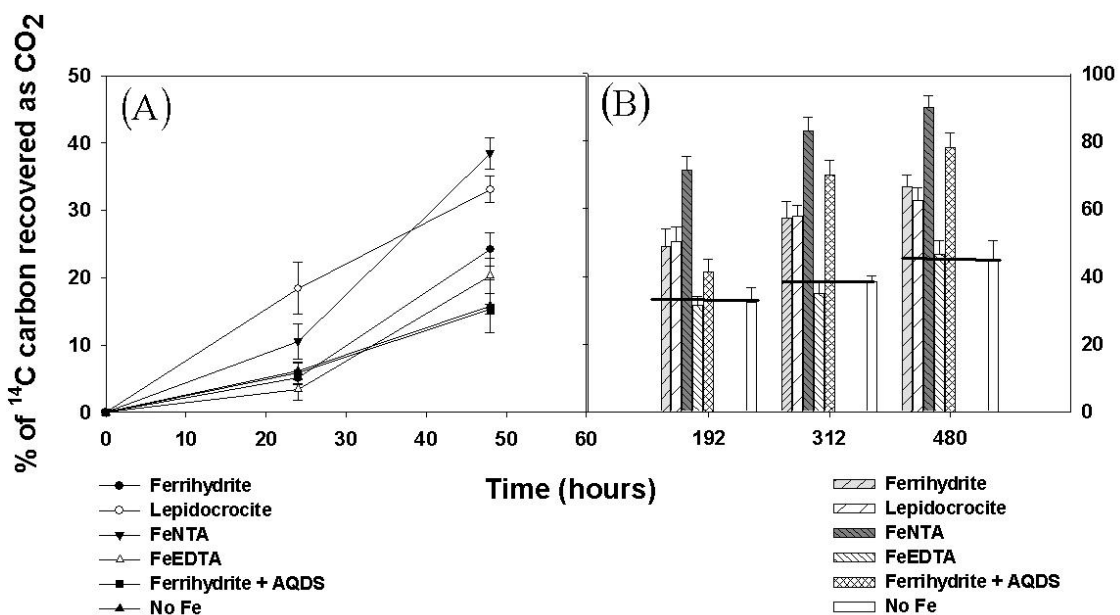 % of ¹⁴C carbon recovered as CO₂
(A)
50
40
30
20
10
0
0 10 20 30 40 50 60
(B)
100
80
60
40
20
0
192 312 480
Time (hours)
Ferrihydrite
Lepidocrocite
FeNTA
FeEDTA
Ferrihydrite + AQDS
No Fe
Ferrihydrite
Lepidocrocite
FeNTA
FeEDTA
Ferrihydrite + AQDS
No Fe